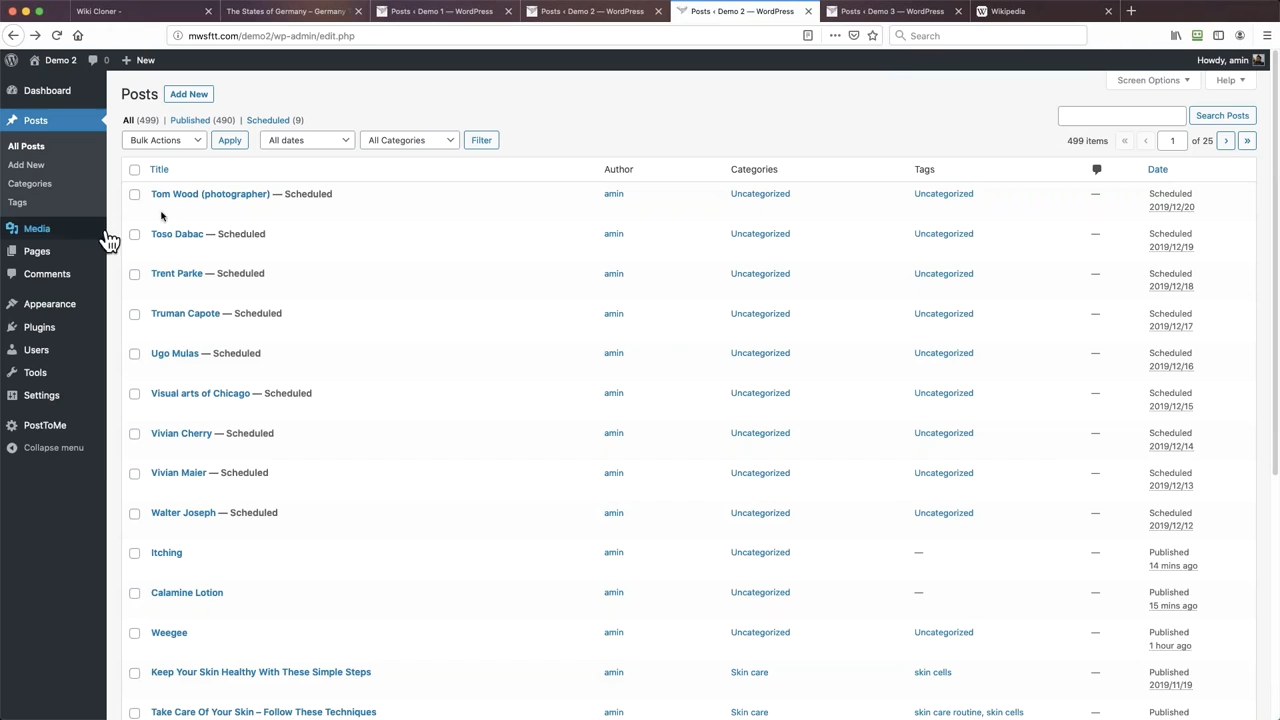 Wiki Cloner -
The States of Germany – Germany
Posts ‹ Demo 1 — WordPress
Posts ‹ Demo 2 — WordPress
Posts ‹ Demo 2 — WordPress
Posts ‹ Demo 3 — WordPress
Wikipedia
mwsftt.com/demo2/wp-admin/edit.php
Search
Demo 2
0
New
Howdy, amin
Dashboard
Posts
All Posts
Add New
Categories
Tags
Media
Pages
Comments
Appearance
Plugins
Users
Tools
Settings
PostToMe
Collapse menu
Screen Options
Help
Posts Add New
All (499) | Published (490) | Scheduled (9)
Search Posts
Bulk Actions Apply All dates All Categories Filter
499 items « ‹ 1 of 25 › »
Title Author Categories Tags Date
Tom Wood (photographer) — Scheduled amin Uncategorized Uncategorized — Scheduled
2019/12/20
Toso Dabac — Scheduled amin Uncategorized Uncategorized — Scheduled
2019/12/19
Trent Parke — Scheduled amin Uncategorized Uncategorized — Scheduled
2019/12/18
Truman Capote — Scheduled amin Uncategorized Uncategorized — Scheduled
2019/12/17
Ugo Mulas — Scheduled amin Uncategorized Uncategorized — Scheduled
2019/12/16
Visual arts of Chicago — Scheduled amin Uncategorized Uncategorized — Scheduled
2019/12/15
Vivian Cherry — Scheduled amin Uncategorized Uncategorized — Scheduled
2019/12/14
Vivian Maier — Scheduled amin Uncategorized Uncategorized — Scheduled
2019/12/13
Walter Joseph — Scheduled amin Uncategorized Uncategorized — Scheduled
2019/12/12
Itching amin Uncategorized — — Published
14 mins ago
Calamine Lotion amin Uncategorized — — Published
15 mins ago
Weegee amin Uncategorized Uncategorized — Published
1 hour ago
Keep Your Skin Healthy With These Simple Steps amin Skin care skin cells — Published
2019/11/19
Take Care Of Your Skin – Follow These Techniques amin Skin care skin care routine, skin cells — Published